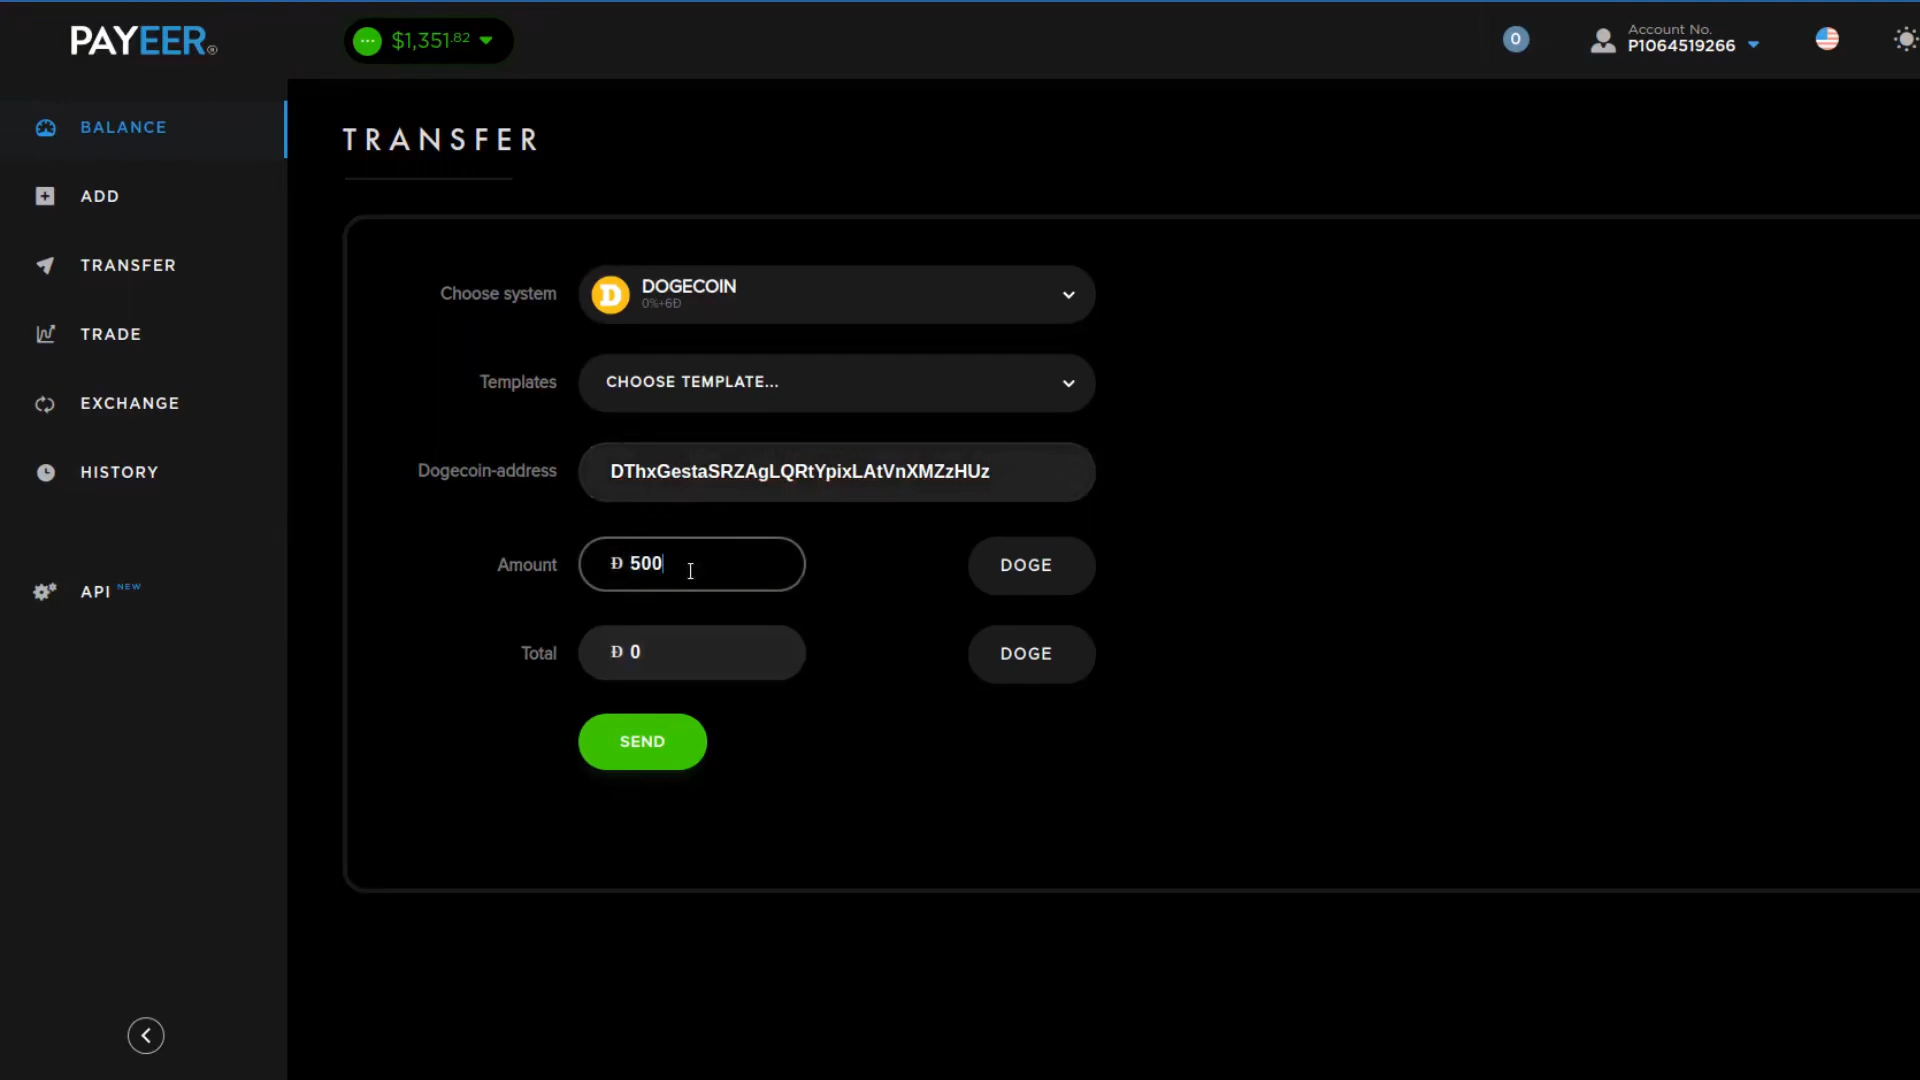 PAYEER®
$1,351.82
0
Account No.
P1064519266
BALANCE
ADD
TRANSFER
TRADE
EXCHANGE
HISTORY
API NEW
TRANSFER
Choose system
DOGECOIN
0%+6Đ
Templates
CHOOSE TEMPLATE...
Dogecoin-address
DThxGestaSRZAgLQRtYpixLAtVnXMZzHUz
Amount
Đ 500
DOGE
Total
Đ 0
DOGE
SEND